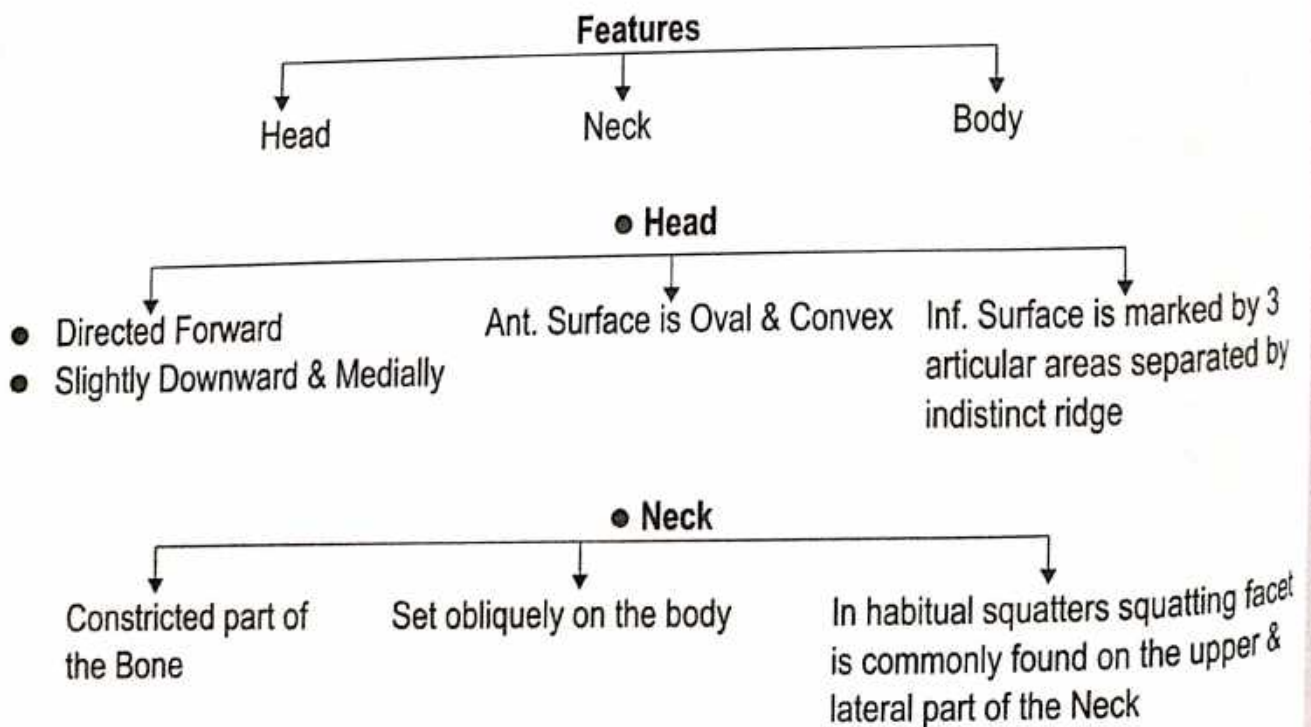 Features
Head
Neck
Body
● Head
● Directed Forward
● Slightly Downward & Medially
Ant. Surface is Oval & Convex
Inf. Surface is marked by 3
articular areas separated by
indistinct ridge
● Neck
Constricted part of
the Bone
Set obliquely on the body
In habitual squatters squatting facet
is commonly found on the upper &
lateral part of the Neck